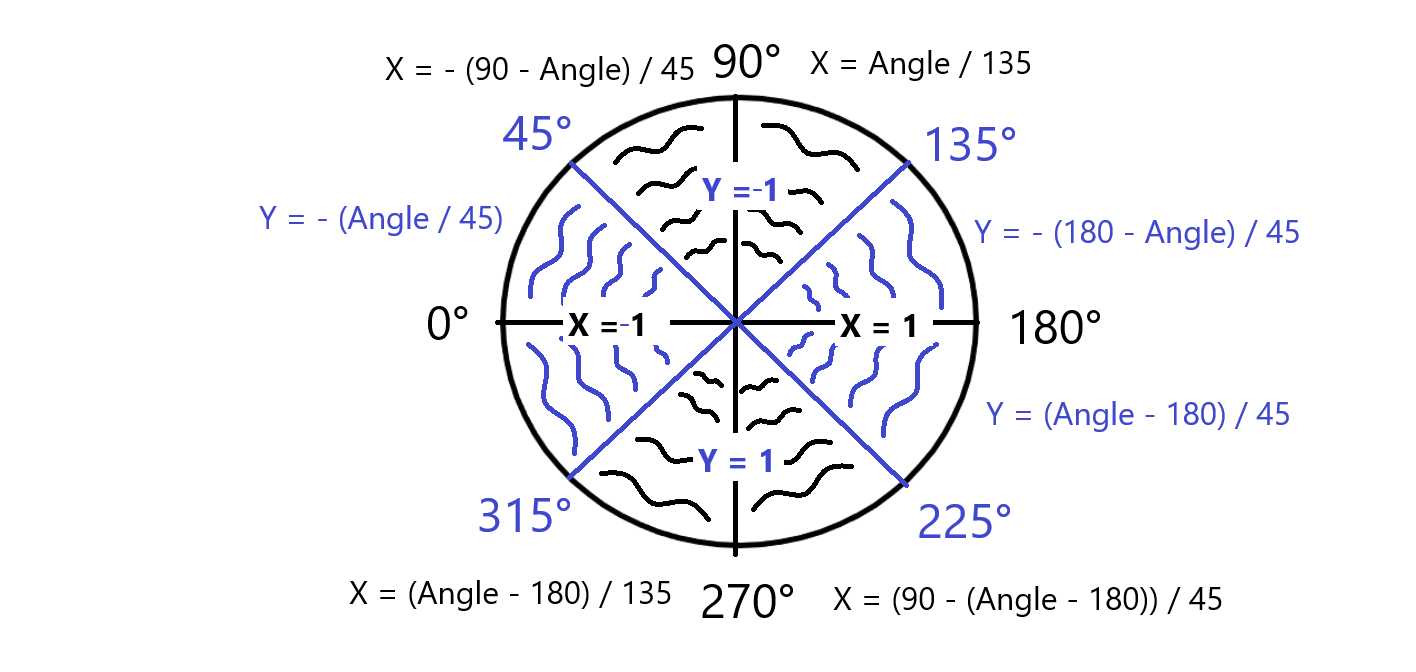 X = - (90 - Angle) / 45
90°
X = Angle / 135
45°
135°
Y = -1
Y = - (Angle / 45)
Y = - (180 - Angle) / 45
0°
X = -1
X = 1
180°
Y = (Angle - 180) / 45
Y = 1
315°
225°
X = (Angle - 180) / 135
270°
X = (90 - (Angle - 180)) / 45